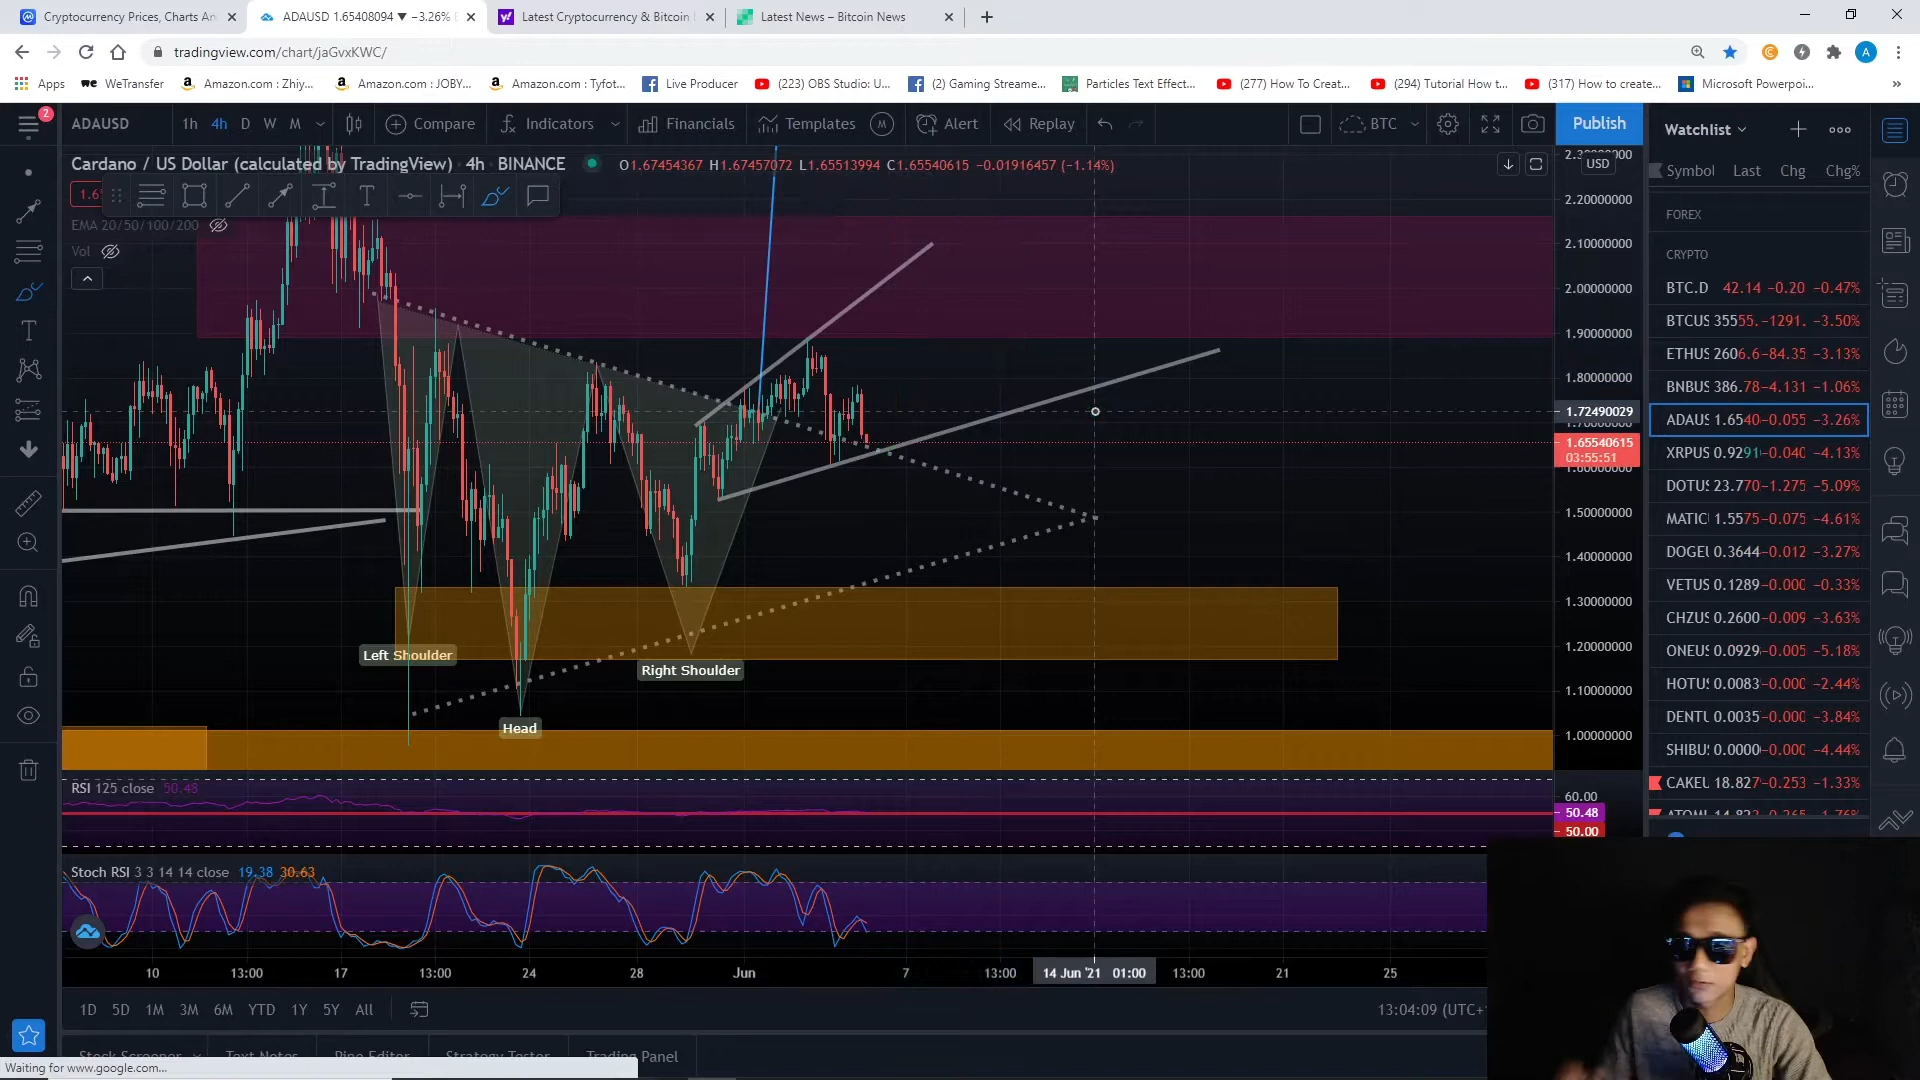 Cryptocurrency Prices, Charts An
ADAUSD 1.65408094 ▼ −3.26%
Latest Cryptocurrency & Bitcoin
Latest News – Bitcoin News
tradingview.com/chart/jaGvxKWC/
A
Apps
WeTransfer
Amazon.com : Zhiy...
Amazon.com : JOBY...
Amazon.com : Tyfot...
Live Producer
(223) OBS Studio: U...
(2) Gaming Streame...
Particles Text Effect...
(277) How To Creat...
(294) Tutorial How t...
(317) How to create...
Microsoft Powerpoi...
2
ADAUSD
1h 4h D W M
Compare
Indicators
Financials
Templates
M
Alert
Replay
BTC
Publish
Watchlist
Cardano / US Dollar (calculated by TradingView) · 4h · BINANCE
O1.67454367 H1.67457072 L1.65513994 C1.65540615 −0.01916457 (−1.14%)
USD
Symbol Last Chg Chg%
EMA 20/50/100/200
Vol
FOREX
CRYPTO
BTC.D 42.14 −0.20 −0.47%
BTCUS 35555. −1291. −3.50%
ETHUS 2606.6 −84.35 −3.13%
BNBUS 386.78 −4.131 −1.06%
ADAUS 1.6540 −0.055 −3.26%
XRPUS 0.9291 −0.040 −4.13%
DOTUS 23.770 −1.275 −5.09%
MATIC 1.5575 −0.075 −4.61%
DOGEU 0.3644 −0.012 −3.27%
VETUS 0.1289 −0.000 −0.33%
CHZUS 0.2600 −0.009 −3.63%
ONEUS 0.0929 −0.005 −5.18%
HOTUS 0.0083 −0.000 −2.44%
DENTU 0.0035 −0.000 −3.84%
SHIBUS 0.0000 −0.000 −4.44%
CAKEU 18.827 −0.253 −1.33%
2.20000000
2.10000000
2.00000000
1.90000000
1.80000000
1.72490029
1.65540615
03:55:51
1.50000000
1.40000000
1.30000000
1.20000000
1.10000000
1.00000000
Left Shoulder
Right Shoulder
Head
RSI 125 close 50.48
60.00
50.48
50.00
Stoch RSI 3 3 14 14 close 19.38 30.63
10 13:00 17 13:00 24 28 Jun 7 13:00 14 Jun '21 01:00 13:00 21 25
1D 5D 1M 3M 6M YTD 1Y 5Y All
13:04:09 (UTC+
Stock Screener
Text Notes
Pine Editor
Strategy Tester
Trading Panel
Waiting for www.google.com...